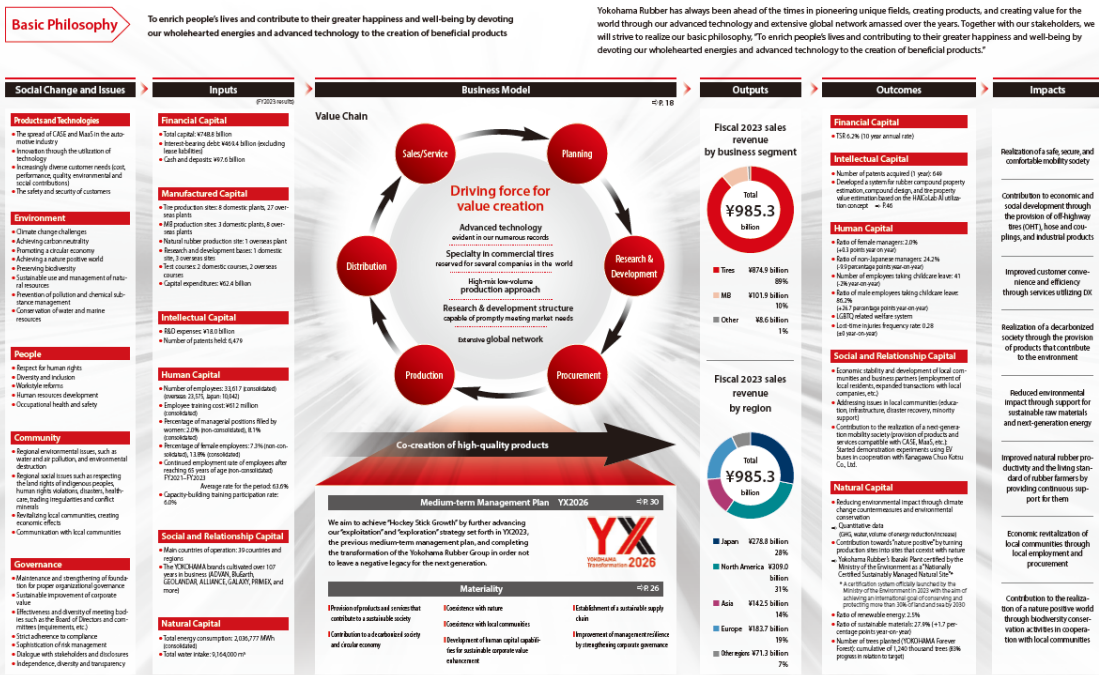 Basic Philosophy
To enrich people's lives and contribute to their greater happiness and well-being by devoting
our wholehearted energies and advanced technology to the creation of beneficial products
Yokohama Rubber has always been ahead of the times in pioneering unique fields, creating products, and creating value for the
world through our advanced technology and extensive global network amassed over the years. Together with our stakeholders, we
will strive to realize our basic philosophy, "To enrich people's lives and contributing to their greater happiness and well-being by
devoting our wholehearted energies and advanced technology to the creation of beneficial products."
Social Change and Issues
Products and Technologies
• The spread of CASE and MaaS in the auto-
motive industry
• Innovation through the utilization of
technology
• Increasingly diverse customer needs (cost,
performance, quality, environmental and
social contributions)
• The safety and security of customers
Environment
• Climate change challenges
• Achieving carbon neutrality
• Promoting a circular economy
• Achieving a nature positive world
• Preserving biodiversity
• Sustainable use and management of natu-
ral resources
• Prevention of pollution and chemical sub-
stance management
• Conservation of water and marine
resources
People
• Respect for human rights
• Diversity and inclusion
• Workstyle reforms
• Human resources development
• Occupational health and safety
Community
• Regional environmental issues, such as
water and air pollution, and environmental
destruction
• Regional social issues such as respecting
the land rights of indigenous peoples,
human rights violations, disasters, health-
care, trading irregularities and conflict
minerals
• Revitalizing local communities, creating
economic effects
• Communication with local communities
Governance
• Maintenance and strengthening of founda-
tion for proper organizational governance
• Sustainable improvement of corporate
value
• Effectiveness and diversity of meeting bod-
ies such as the Board of Directors and com-
mittees (requirements, etc.)
• Strict adherence to compliance
• Sophistication of risk management
• Dialogue with stakeholders and disclosures
• Independence, diversity and transparency
Inputs
(FY2023 results)
Financial Capital
• Total capital: ¥748.8 billion
• Interest-bearing debt: ¥469.4 billion (excluding
lease liabilities)
• Cash and deposits: ¥97.6 billion
Manufactured Capital
• Tire production sites: 8 domestic plants, 27 over-
seas plants
• MB production sites: 3 domestic plants, 8 over-
seas plants
• Natural rubber production site: 1 overseas plant
• Research and development bases: 1 domestic
site, 3 overseas sites
• Test courses: 2 domestic courses, 2 overseas
courses
• Capital expenditures: ¥62.4 billion
Intellectual Capital
• R&D expenses: ¥18.0 billion
• Number of patents held: 6,479
Human Capital
• Number of employees: 33,617 (consolidated)
(overseas: 23,575, Japan: 10,042)
• Employee training cost: ¥612 million
(consolidated)
• Percentage of managerial positions filled by
women: 2.0% (non-consolidated), 8.1%
(consolidated)
• Percentage of female employees: 7.3% (non-con-
solidated), 13.8% (consolidated)
• Continued employment rate of employees after
reaching 65 years of age (non-consolidated)
FY2021–FY2023
Average rate for the period: 63.6%
• Capacity-building training participation rate:
6.0%
Social and Relationship Capital
• Main countries of operation: 39 countries and
regions
• The YOKOHAMA brands cultivated over 107
years in business (ADVAN, BluEarth,
GEOLANDAR, ALLIANCE, GALAXY, PRIMEX, and
more)
Natural Capital
• Total energy consumption: 2,036,777 MWh
(consolidated)
• Total water intake: 9,164,000 m³
Business Model
P. 18
Value Chain
Sales/Service
Planning
Distribution
Research &
Development
Production
Procurement
Driving force for
value creation
Advanced technology
evident in our numerous records
Specialty in commercial tires
reserved for several companies in the world
High-mix low-volume
production approach
Research & development structure
capable of promptly meeting market needs
Extensive global network
Co-creation of high-quality products
Medium-term Management Plan YX2026
P. 30
We aim to achieve "Hockey Stick Growth" by further advancing
our "exploitation" and "exploration" strategy set forth in YX2023,
the previous medium-term management plan, and completing
the transformation of the Yokohama Rubber Group in order not
to leave a negative legacy for the next generation.
YX
YOKOHAMA
Transformation 2026
Materiality
P. 26
Provision of products and services that
contribute to a sustainable society
Contribution to a decarbonized society
and circular economy
Coexistence with nature
Coexistence with local communities
Development of human capital capabili-
ties for sustainable corporate value
enhancement
Establishment of a sustainable supply
chain
Improvement of management resilience
by strengthening corporate governance
Outputs
Fiscal 2023 sales
revenue
by business segment
Total
¥985.3
billion
Tires ¥874.9 billion
89%
MB ¥101.9 billion
10%
Other ¥8.6 billion
1%
Fiscal 2023 sales
revenue
by region
Total
¥985.3
billion
Japan ¥278.8 billion
28%
North America ¥309.0
billion
31%
Asia ¥142.5 billion
14%
Europe ¥183.7 billion
19%
Other regions ¥71.3 billion
7%
Outcomes
Financial Capital
• TSR 6.2% (10 year annual rate)
Intellectual Capital
• Number of patents acquired (1 year): 649
• Developed a system for rubber compound property
estimation, compound design, and tire property
value estimation based on the HAICoLab AI utiliza-
tion concept P.46
Human Capital
• Ratio of female managers: 2.0%
(+0.3 points year-on-year)
• Ratio of non-Japanese managers: 24.2%
(-9.9 percentage points year-on-year)
• Number of employees taking childcare leave: 41
(-2% year-on-year)
• Ratio of male employees taking childcare leave:
86.2%
(+24.7 percentage points year-on-year)
• LGBTQ related welfare system
• Lost-time injuries frequency rate: 0.28
(±0 year-on-year)
Social and Relationship Capital
• Economic stability and development of local com-
munities and business partners (employment of
local residents, expanded transactions with local
companies, etc.)
• Addressing issues in local communities (educa-
tion, infrastructure, disaster recovery, minority
support)
• Contribution to the realization of a next-genera-
tion mobility society (provision of products and
services compatible with CASE, MaaS, etc.)
Started demonstration experiments using EV
buses in cooperation with Kanagawa Chuo Kotsu
Co., Ltd.
Natural Capital
• Reducing environmental impact through climate
change countermeasures and environmental
conservation
Quantitative data
(GHG, water, volume of energy reduction/increase)
• Contribution towards "nature positive" by turning
production sites into sites that coexist with nature
Yokohama Rubber's Ibaraki Plant certified by the
Ministry of the Environment as a "Nationally
Certified Sustainably Managed Natural Site"*
* A certification system officially launched by the
Ministry of the Environment in 2023 with the aim of
achieving an international goal of conserving and
protecting more than 30% of land and sea by 2030
• Ratio of renewable energy: 2.5%
• Ratio of sustainable materials: 27.9% (+1.7 per-
centage points year-on-year)
• Number of trees planted (YOKOHAMA Forever
Forest): cumulative of 1,240 thousand trees (83%
progress in relation to target)
Impacts
Realization of a safe, secure, and
comfortable mobility society
Contribution to economic and
social development through
the provision of off-highway
tires (OHT), hose and cou-
plings, and industrial products
Improved customer conve-
nience and efficiency
through services utilizing DX
Realization of a decarbonized
society through the provision
of products that contribute
to the environment
Reduced environmental
impact through support for
sustainable raw materials
and next-generation energy
Improved natural rubber pro-
ductivity and the living stan-
dard of rubber farmers by
providing continuous sup-
port for them
Economic revitalization of
local communities through
local employment and
procurement
Contribution to the realiza-
tion of a nature positive world
through biodiversity conser-
vation activities in coopera-
tion with local communities